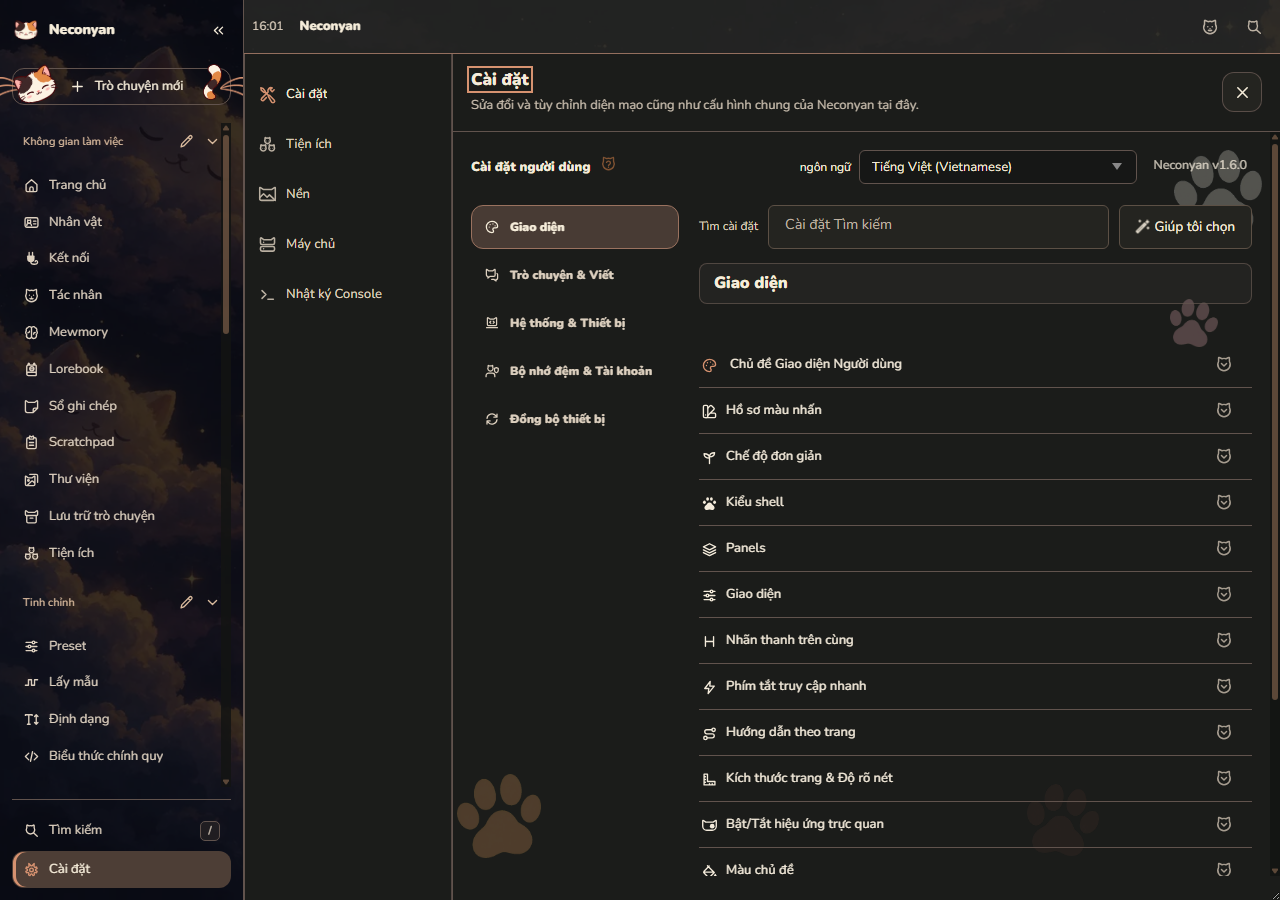 Neconyan
«
Trò chuyện mới
Không gian làm việc
Trang chủ
Nhân vật
Kết nối
Tác nhân
Mewmory
Lorebook
Sổ ghi chép
Scratchpad
Thư viện
Lưu trữ trò chuyện
Tiện ích
Tinh chỉnh
Preset
Lấy mẫu
Định dạng
Biểu thức chính quy
Tìm kiếm /
Cài đặt
16:01 Neconyan
Cài đặt
Tiện ích
Nền
Máy chủ
Nhật ký Console
Cài đặt
Sửa đổi và tùy chỉnh diện mạo cũng như cấu hình chung của Neconyan tại đây.
Cài đặt người dùng
ngôn ngữ Tiếng Việt (Vietnamese) Neconyan v1.6.0
Giao diện
Trò chuyện & Viết
Hệ thống & Thiết bị
Bộ nhớ đệm & Tài khoản
Đồng bộ thiết bị
Tìm cài đặt Cài đặt Tìm kiếm Giúp tôi chọn
Giao diện
Chủ đề Giao diện Người dùng
Hồ sơ màu nhấn
Chế độ đơn giản
Kiểu shell
Panels
Giao diện
Nhãn thanh trên cùng
Phím tắt truy cập nhanh
Hướng dẫn theo trang
Kích thước trang & Độ rõ nét
Bật/Tắt hiệu ứng trực quan
Màu chủ đề